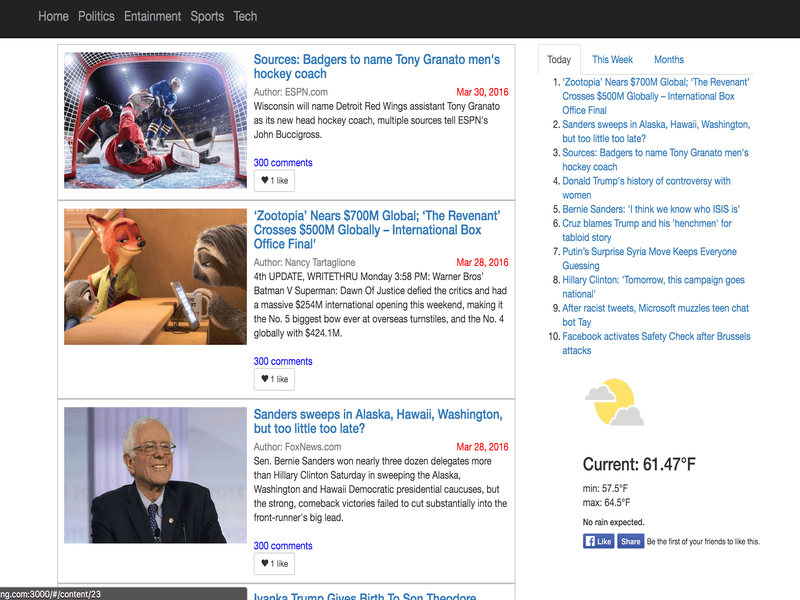 Home Politics Entainment Sports Tech
Sources: Badgers to name Tony Granato men's
hockey coach
Author: ESPN.com Mar 30, 2016
Wisconsin will name Detroit Red Wings assistant Tony Granato
as its new head hockey coach, multiple sources tell ESPN's
John Buccigross.
300 comments
♥ 1 like
‘Zootopia’ Nears $700M Global; ‘The Revenant’
Crosses $500M Globally – International Box
Office Final'
Author: Nancy Tartaglione Mar 28, 2016
4th UPDATE, WRITETHRU Monday 3:58 PM: Warner Bros’
Batman V Superman: Dawn Of Justice defied the critics and had
a massive $254M international opening this weekend, making it
the No. 5 biggest bow ever at overseas turnstiles, and the No. 4
globally with $424.1M.
300 comments
♥ 1 like
Sanders sweeps in Alaska, Hawaii, Washington,
but too little too late?
Author: FoxNews.com Mar 28, 2016
Sen. Bernie Sanders won nearly three dozen delegates more
than Hillary Clinton Saturday in sweeping the Alaska,
Washington and Hawaii Democratic presidential caucuses, but
the strong, comeback victories failed to cut substantially into the
front-runner's big lead.
300 comments
♥ 1 like
Ivanka Trump Gives Birth To Son Theodore
Today This Week Months
1. ‘Zootopia’ Nears $700M Global; ‘The Revenant’
Crosses $500M Globally – International Box
Office Final
2. Sanders sweeps in Alaska, Hawaii, Washington,
but too little too late?
3. Sources: Badgers to name Tony Granato men's
hockey coach
4. Donald Trump's history of controversy with
women
5. Bernie Sanders: 'I think we know who ISIS is'
6. Cruz blames Trump and his 'henchmen' for
tabloid story
7. Putin's Surprise Syria Move Keeps Everyone
Guessing
8. Hillary Clinton: 'Tomorrow, this campaign goes
national'
9. After racist tweets, Microsoft muzzles teen chat
bot Tay
10. Facebook activates Safety Check after Brussels
attacks
Current: 61.47°F
min: 57.5°F
max: 64.5°F
No rain expected.
Like Share Be the first of your friends to like this.
ng.com:3000/#/content/23